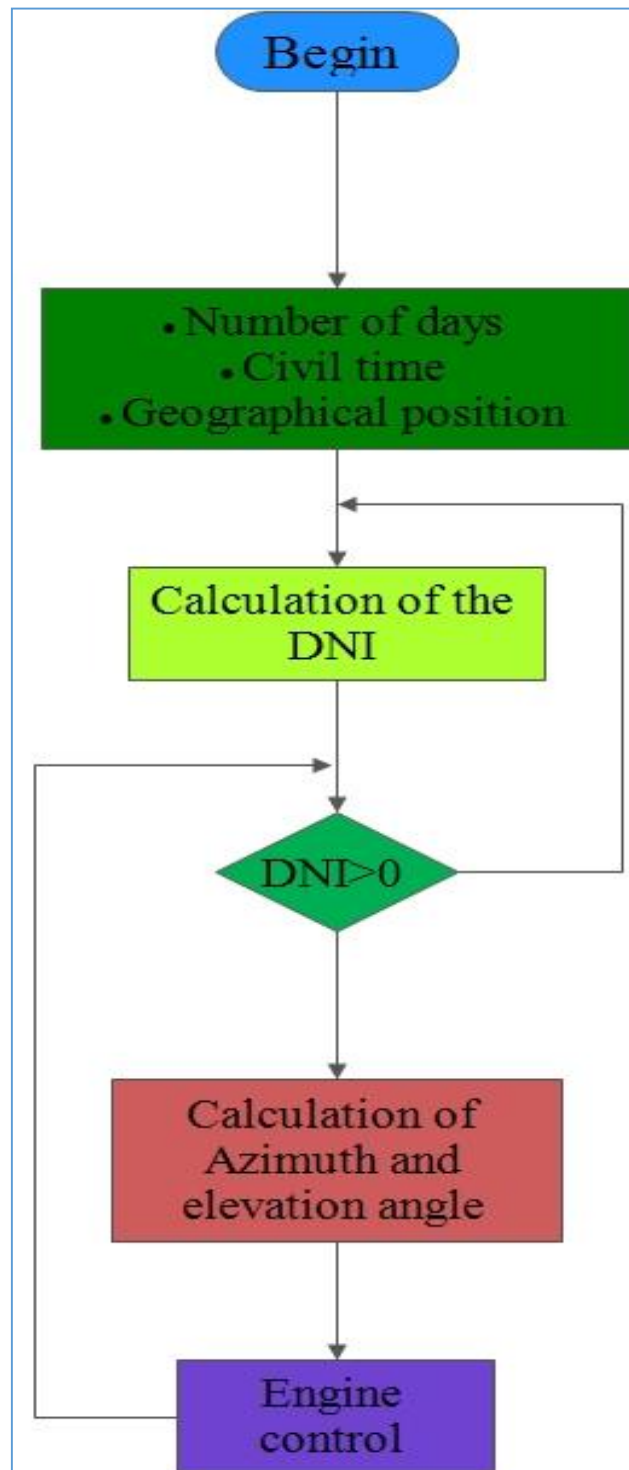 Begin
• Number of days
• Civil time
• Geographical position
Calculation of the
DNI
DNI>0
Calculation of
Azimuth and
elevation angle
Engine
control